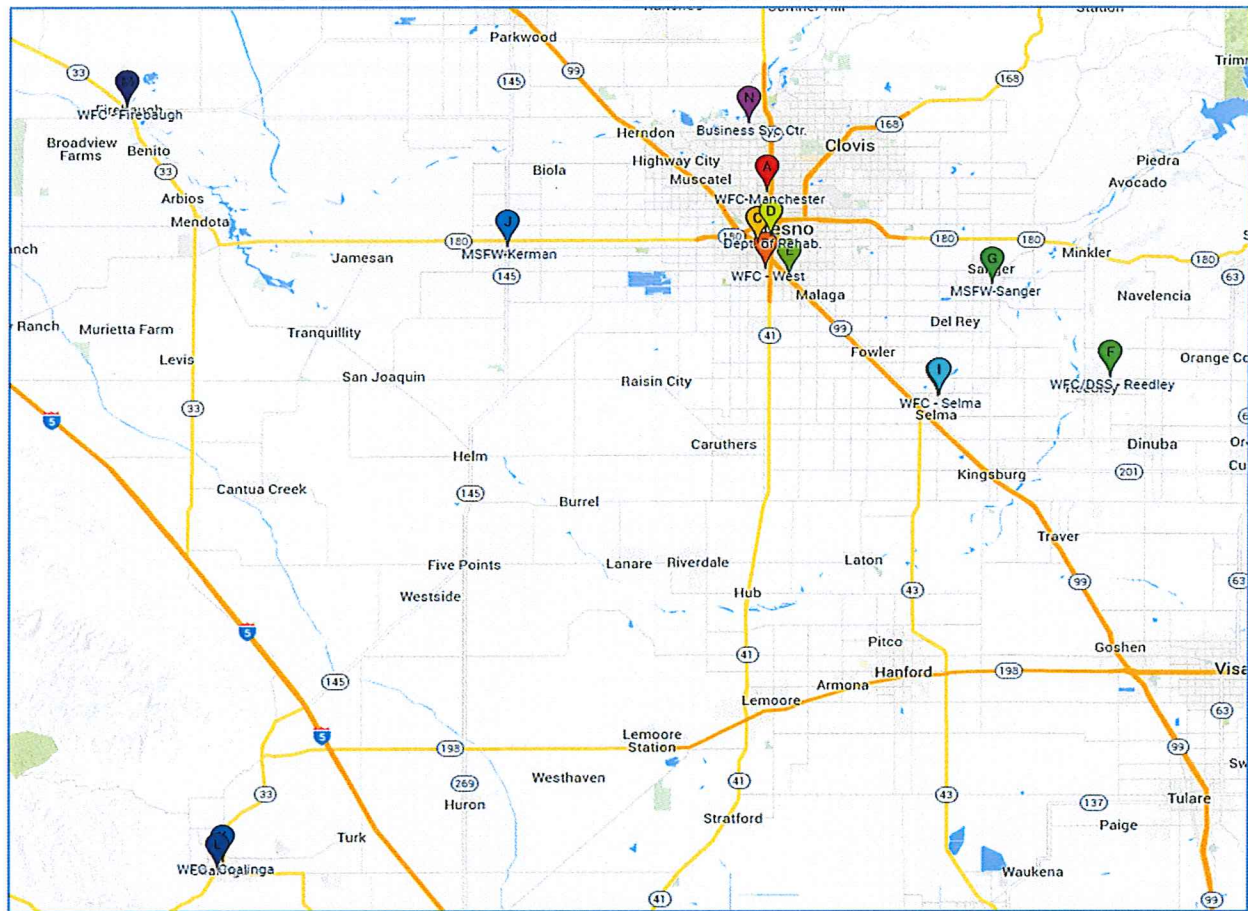 Parkwood
Station
33
99
145
168
Trimm
N
Firebaugh
WFC - Firebaugh
Business Svc Ctr.
168
Broadview
Farms
Benito
Herndon
Clovis
33
Highway City
Biola
Muscatel
A
Piedra
Avocado
Arbios
WFC-Manchester
Mendota
J
C
D
180
180
Dept. of Rehab.
180
180
MSFW-Kerman
Jamesan
E
WFC - West
G
Sanger
Minkler
180
145
63
MSFW-Sanger
Malaga
Navelencia
Ranch
Murietta Farm
Tranquillity
Del Rey
41
99
Levis
Fowler
F
Orange Co
San Joaquin
Raisin City
I
WFC/DSS - Reedley
33
WFC - Selma
Selma
5
Caruthers
Dinuba
Helm
Kingsburg
201
Cantua Creek
145
Burrel
Traver
Five Points
Lanare
Riverdale
Laton
99
63
Westside
Hub
43
5
Pitco
Goshen
41
145
Hanford
198
Visa
Armona
Lemoore
63
5
Lemoore
Station
198
99
Westhaven
269
41
33
Huron
43
137
Tulare
Stratford
Paige
Turk
L
Waukena
41
99